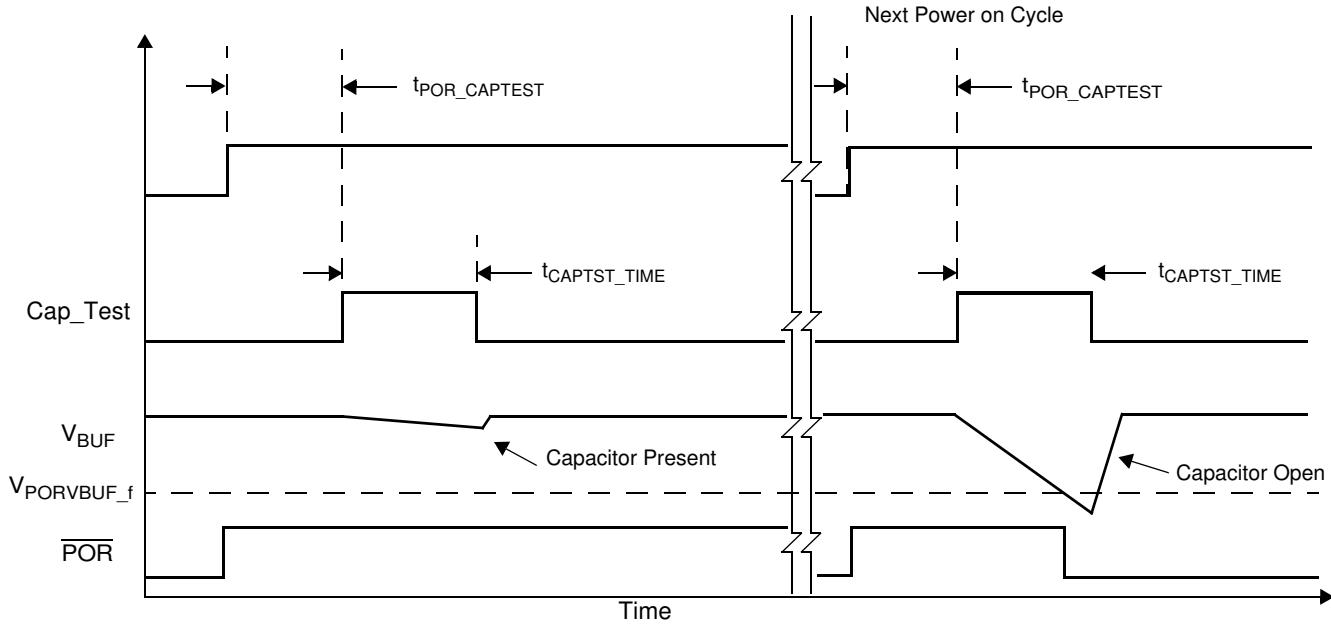 Next Power on Cycle
tPOR_CAPTEST
tPOR_CAPTEST
tCAPTST_TIME
tCAPTST_TIME
Cap_Test
VBUF
Capacitor Present
Capacitor Open
VPORVBUF_f
POR
Time